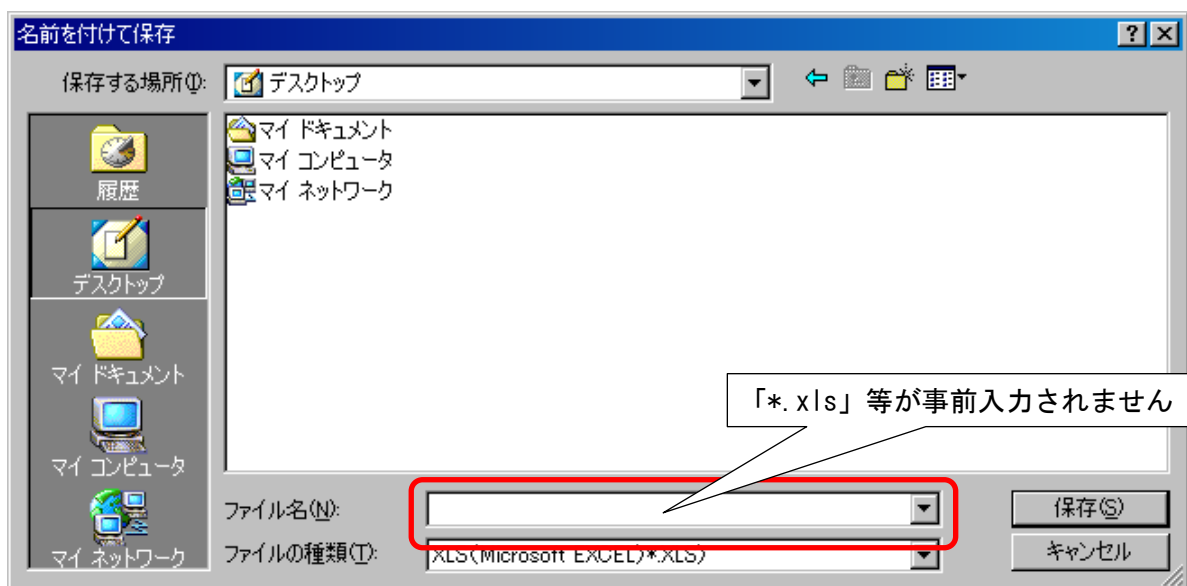 名前を付けて保存
保存する場所(I):
デスクトップ
履歴
デスクトップ
マイ ドキュメント
マイ コンピュータ
マイ ネットワーク
マイ ドキュメント
マイ コンピュータ
マイ ネットワーク
「*.xls」等が事前入力されません
ファイル名(N):
保存(S)
ファイルの種類(T):
XLS(Microsoft EXCEL)*.XLS)
キャンセル